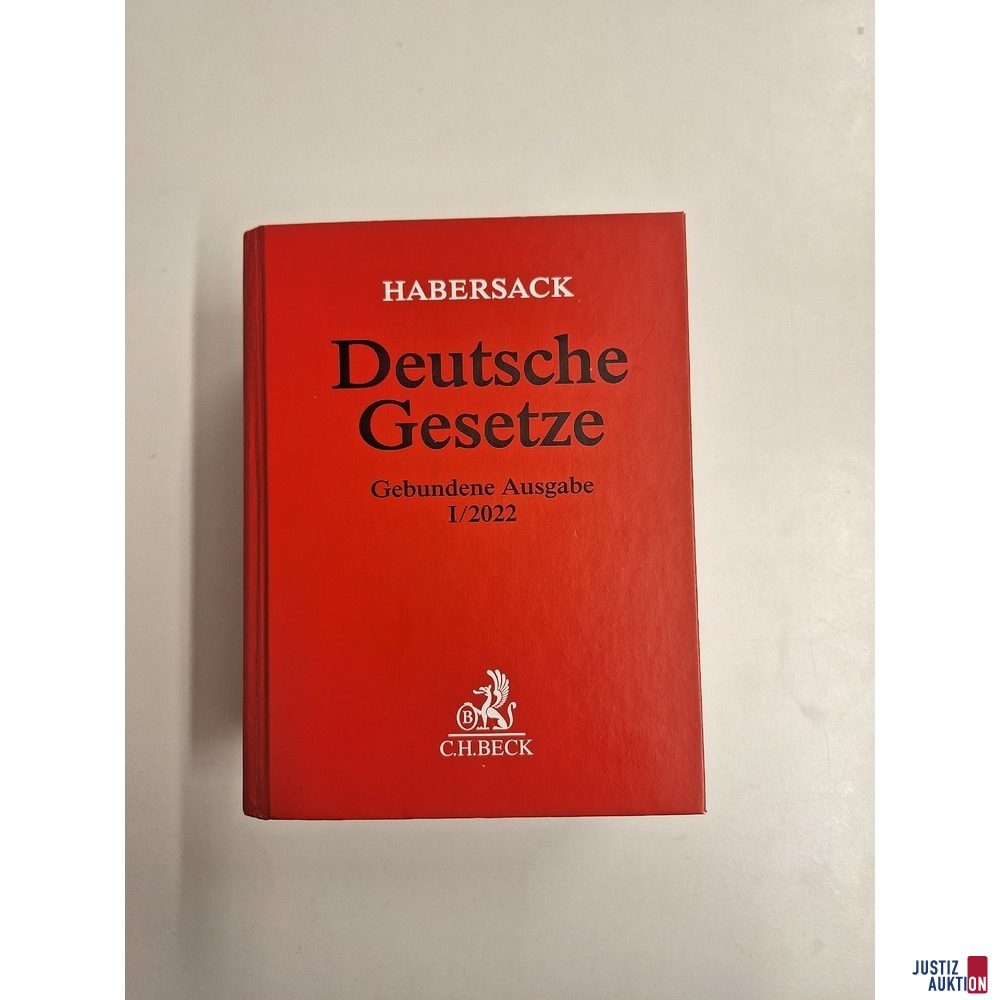 HABERSACK
Deutsche
Gesetze
Gebundene Ausgabe
I/2022
B
C.H.BECK
JUSTIZ
AUKTION